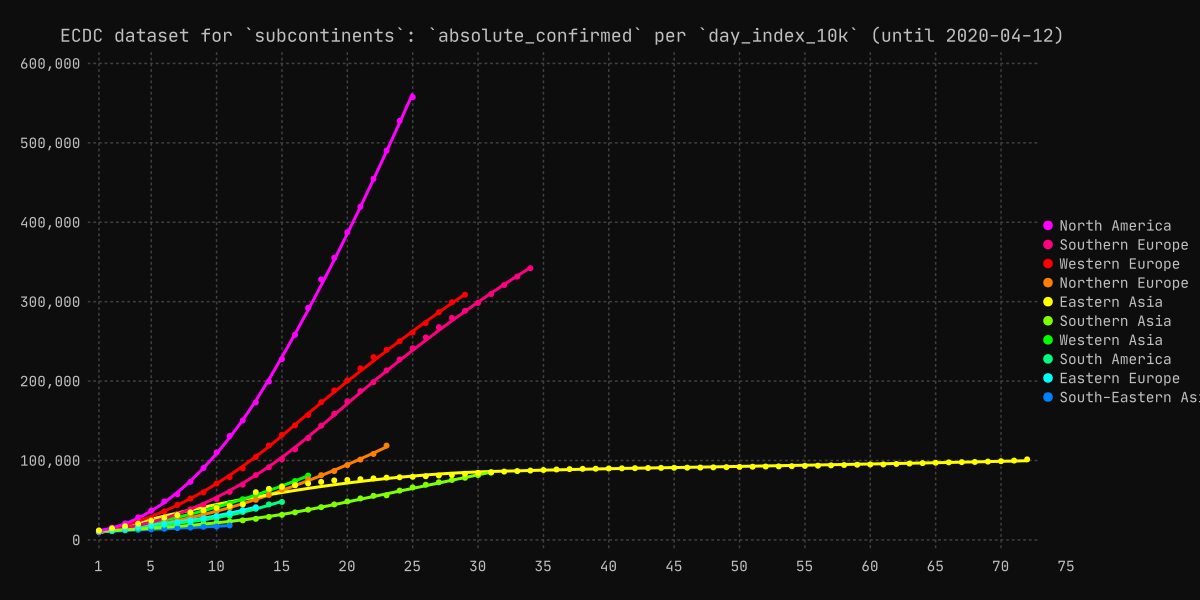 ECDC dataset for `subcontinents`: `absolute_confirmed` per `day_index_10k` (until 2020-04-12)
600,000
500,000
400,000
300,000
200,000
100,000
0
1 5 10 15 20 25 30 35 40 45 50 55 60 65 70 75
North America
Southern Europe
Western Europe
Northern Europe
Eastern Asia
Southern Asia
Western Asia
South America
Eastern Europe
South-Eastern Asi